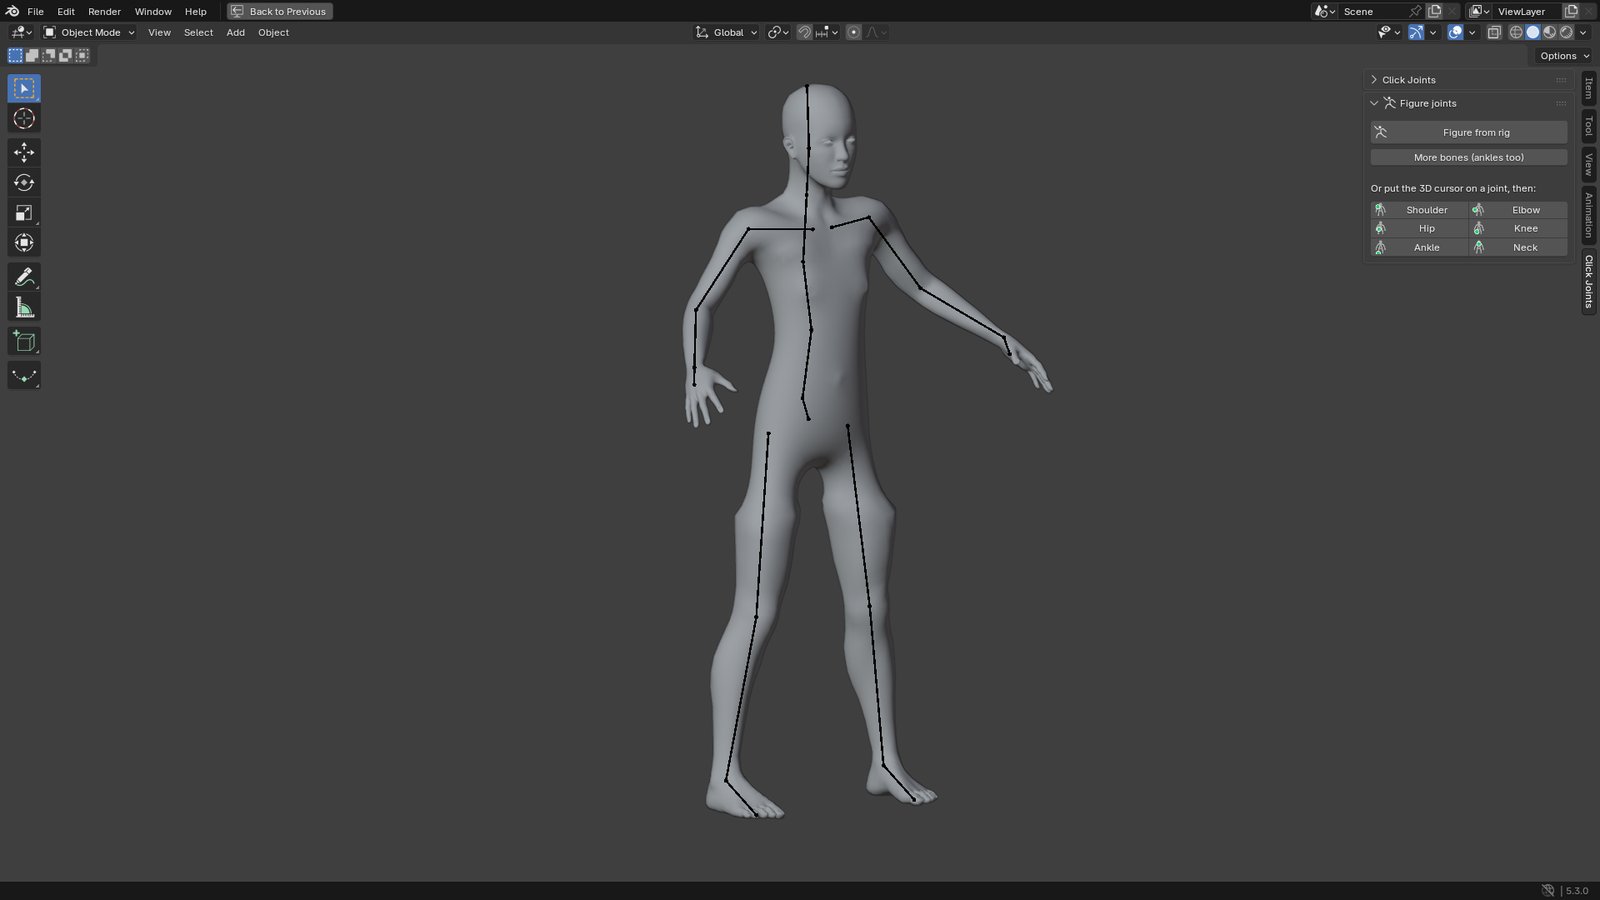 File Edit Render Window Help Back to Previous Scene ViewLayer
Object Mode View Select Add Object Global
Options
Click Joints
Figure joints
Figure from rig
More bones (ankles too)
Or put the 3D cursor on a joint, then:
Shoulder Elbow
Hip Knee
Ankle Neck
Item
Tool
View
Animation
Click Joints
5.3.0